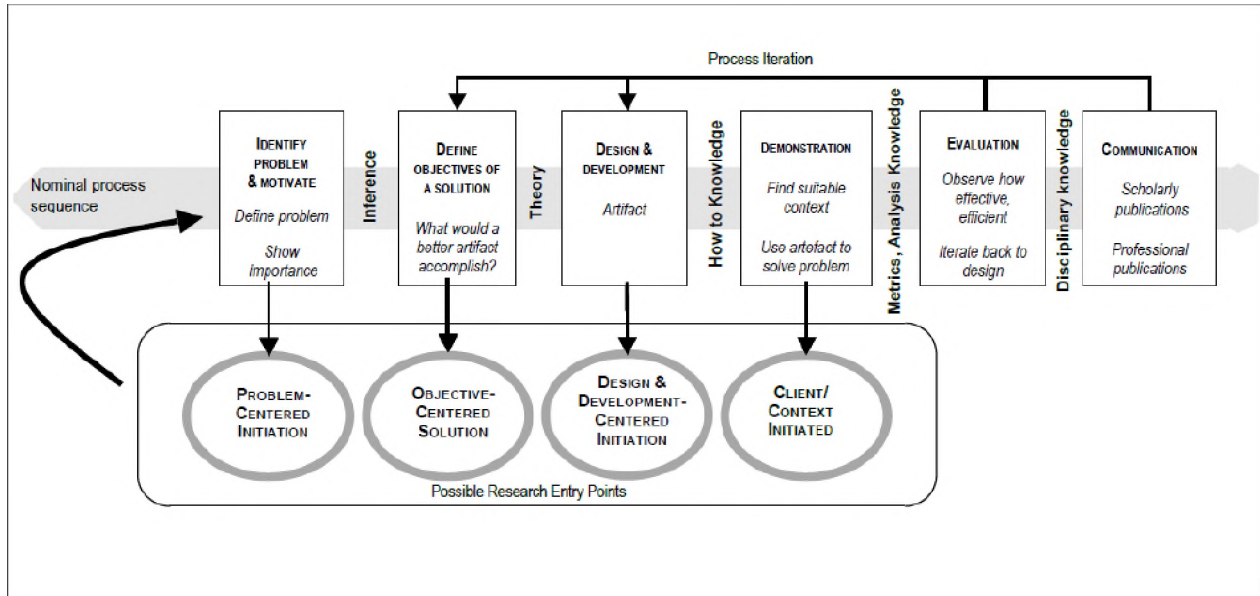 Process Iteration
Nominal process
sequence
IDENTIFY
PROBLEM
& MOTIVATE
Define problem
Show
importance
Inference
DEFINE
OBJECTIVES OF
A SOLUTION
What would a
better artifact
accomplish?
Theory
DESIGN &
DEVELOPMENT
Artifact
How to Knowledge
DEMONSTRATION
Find suitable
context
Use artefact to
solve problem
Metrics, Analysis Knowledge
EVALUATION
Observe how
effective,
efficient
Iterate back to
design
Disciplinary knowledge
COMMUNICATION
Scholarly
publications
Professional
publications
PROBLEM-
CENTERED
INITIATION
OBJECTIVE-
CENTERED
SOLUTION
DESIGN &
DEVELOPMENT-
CENTERED
INITIATION
CLIENT/
CONTEXT
INITIATED
Possible Research Entry Points